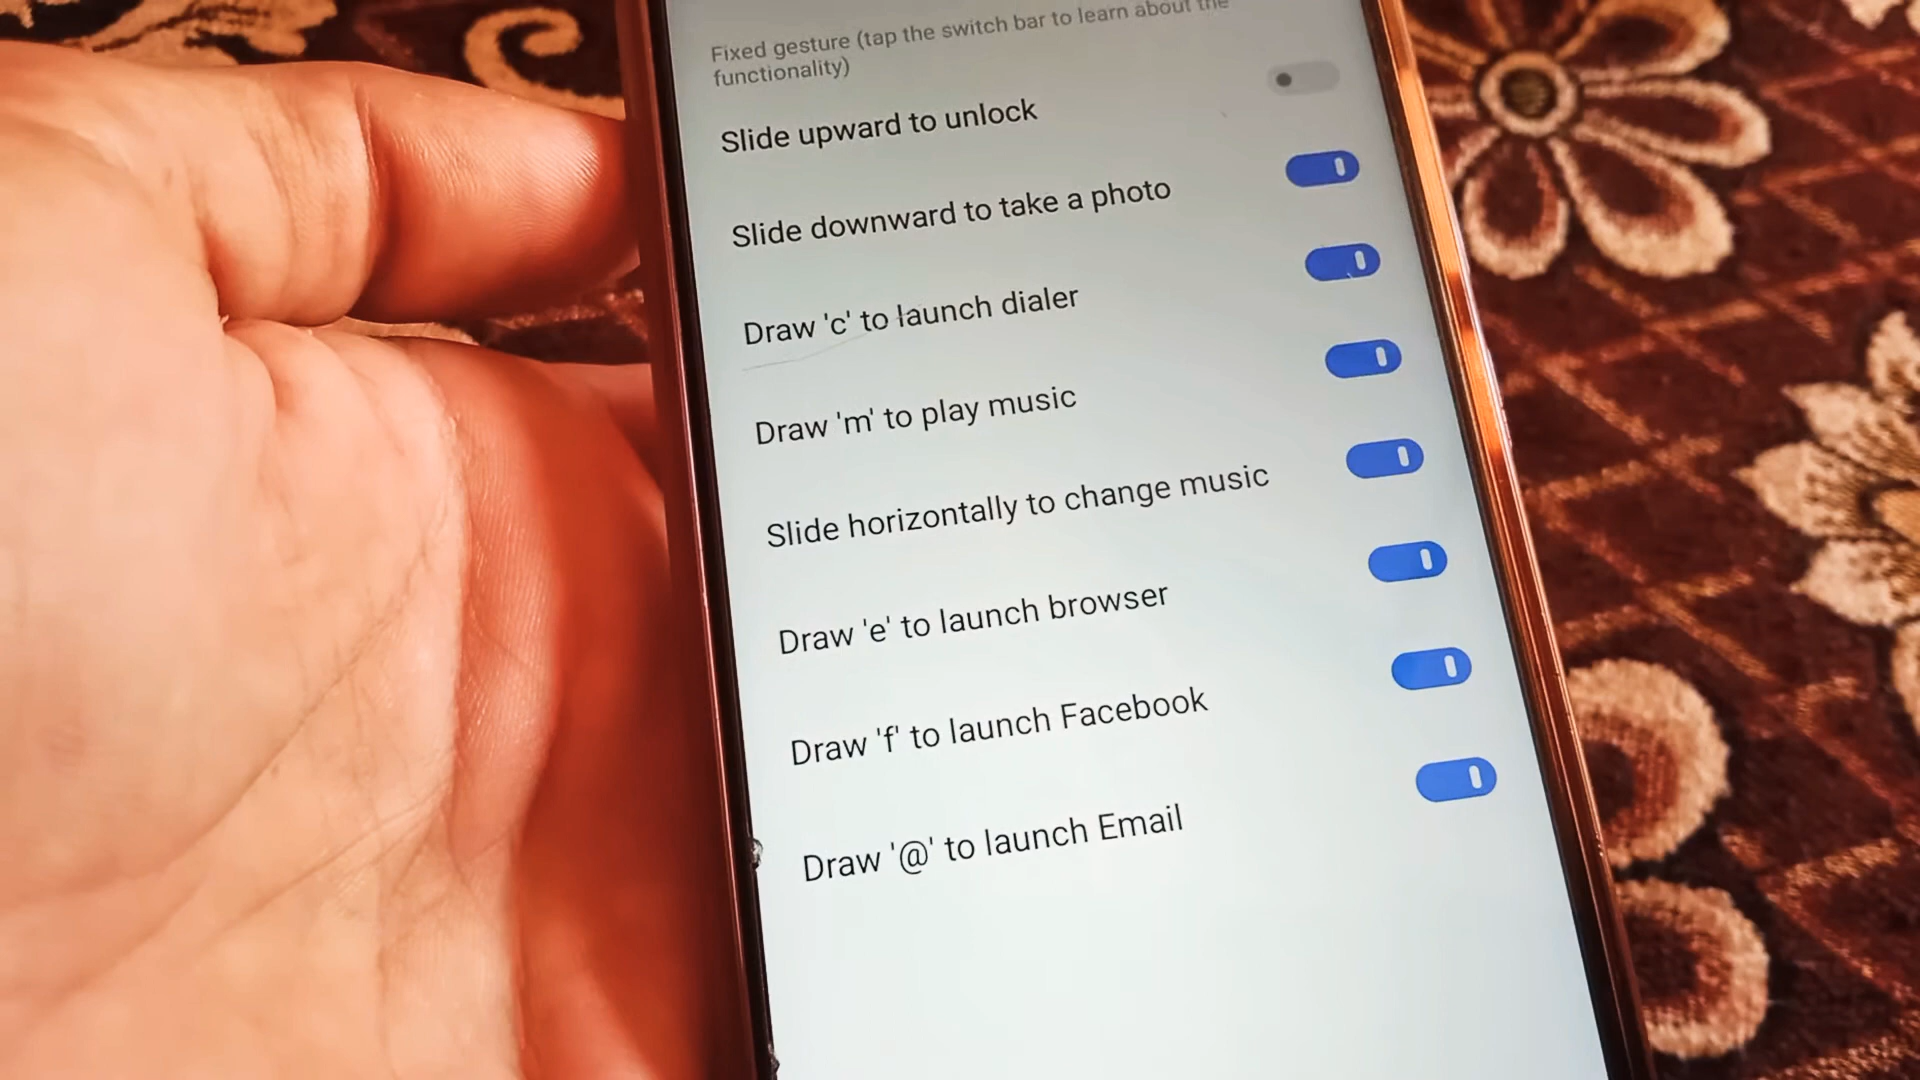 Fixed gesture (tap the switch bar to learn about the
functionality)
Slide upward to unlock
Slide downward to take a photo
Draw 'c' to launch dialer
Draw 'm' to play music
Slide horizontally to change music
Draw 'e' to launch browser
Draw 'f' to launch Facebook
Draw '@' to launch Email